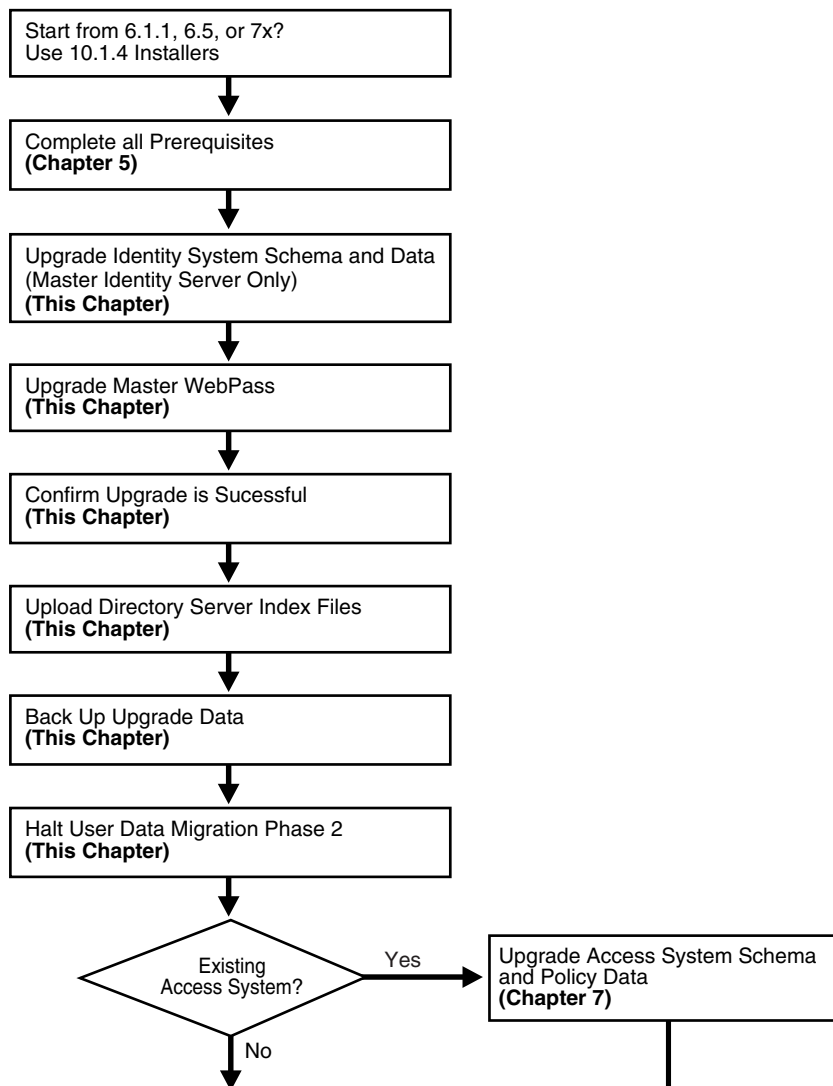 Start from 6.1.1, 6.5, or 7x?
Use 10.1.4 Installers
Complete all Prerequisites
(Chapter 5)
Upgrade Identity System Schema and Data
(Master Identity Server Only)
(This Chapter)
Upgrade Master WebPass
(This Chapter)
Confirm Upgrade is Sucessful
(This Chapter)
Upload Directory Server Index Files
(This Chapter)
Back Up Upgrade Data
(This Chapter)
Halt User Data Migration Phase 2
(This Chapter)
Existing
Access System?
Yes
Upgrade Access System Schema
and Policy Data
(Chapter 7)
No